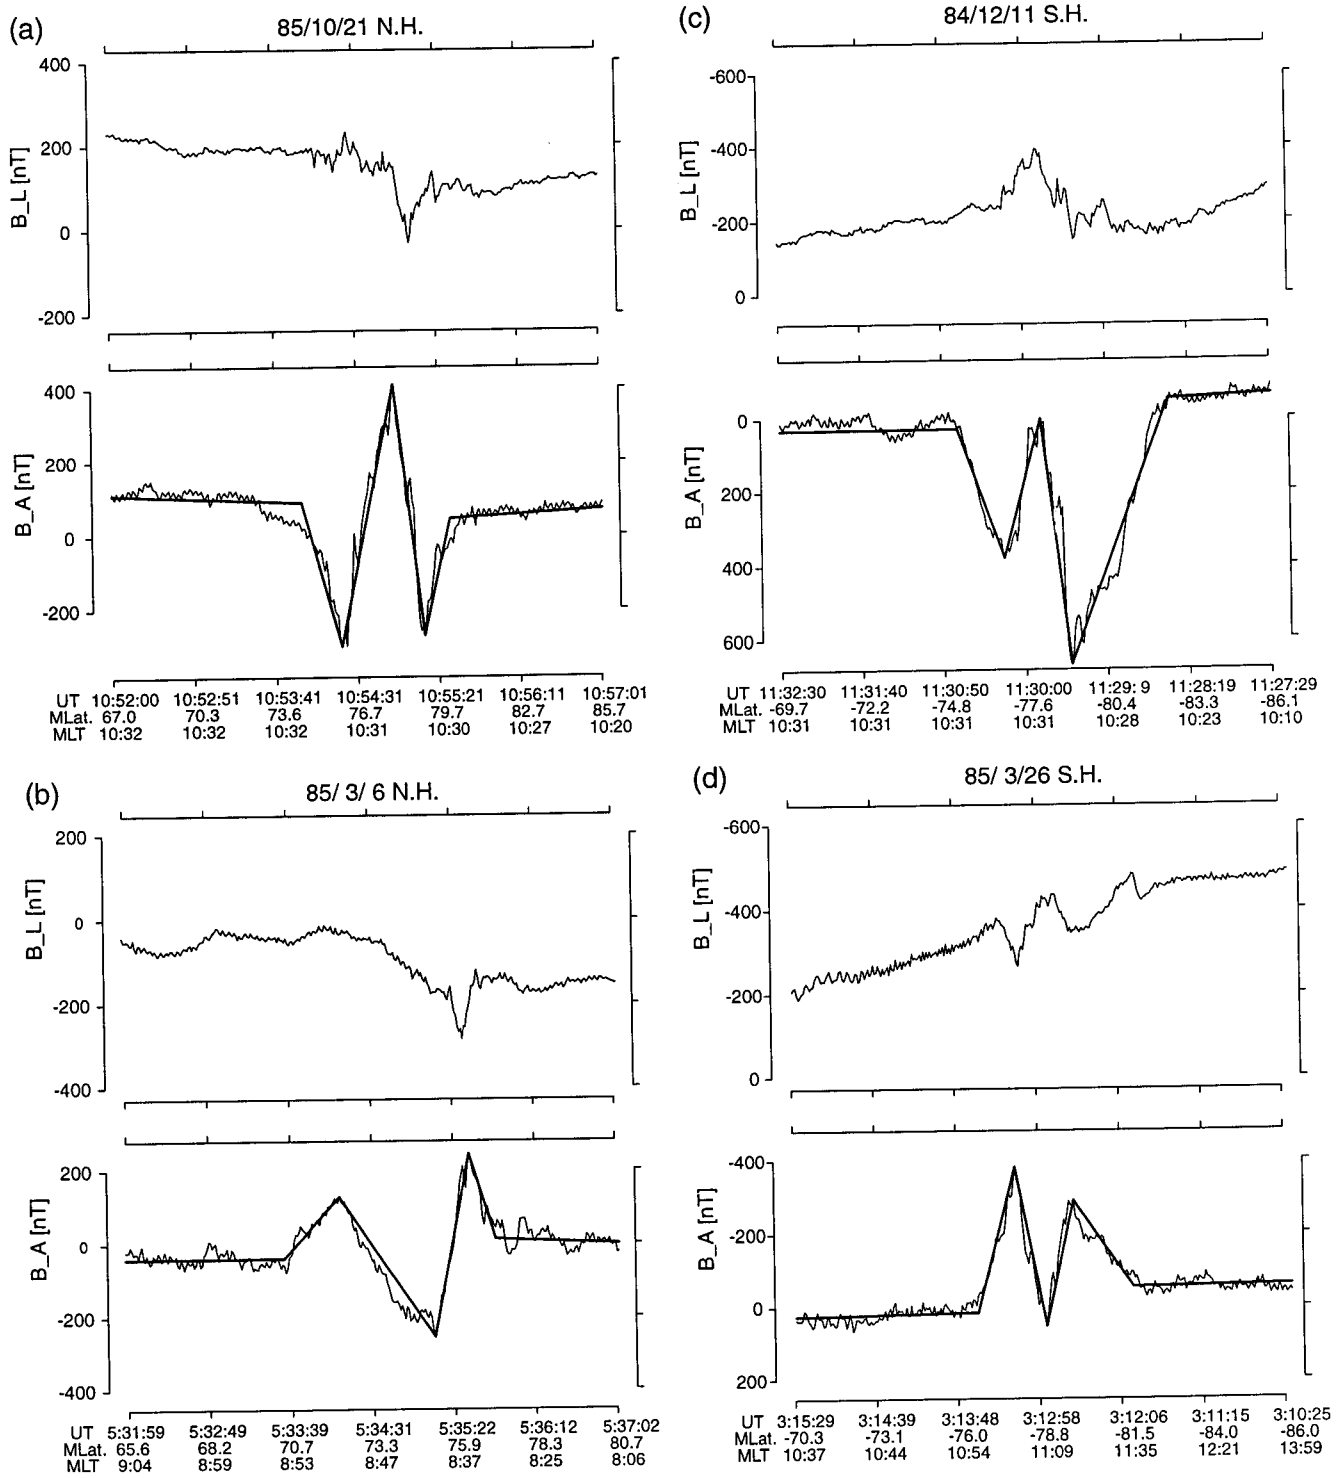 (a)
85/10/21 N.H.
400
200
0
-200
B_L [nT]
400
200
0
-200
B_A [nT]
UT 10:52:00 10:52:51 10:53:41 10:54:31 10:55:21 10:56:11 10:57:01
MLat. 67.0 70.3 73.6 76.7 79.7 82.7 85.7
MLT 10:32 10:32 10:32 10:31 10:30 10:27 10:20
(c)
84/12/11 S.H.
-600
-400
-200
0
B_L [nT]
0
200
400
600
B_A [nT]
UT 11:32:30 11:31:40 11:30:50 11:30:00 11:29:9 11:28:19 11:27:29
MLat. -69.7 -72.2 -74.8 -77.6 -80.4 -83.3 -86.1
MLT 10:31 10:31 10:31 10:31 10:28 10:23 10:10
(b)
85/ 3/ 6 N.H.
200
0
-200
-400
B_L [nT]
200
0
-200
-400
B_A [nT]
UT 5:31:59 5:32:49 5:33:39 5:34:31 5:35:22 5:36:12 5:37:02
MLat. 65.6 68.2 70.7 73.3 75.9 78.3 80.7
MLT 9:04 8:59 8:53 8:47 8:37 8:25 8:06
(d)
85/ 3/26 S.H.
-600
-400
-200
0
B_L [nT]
-400
-200
0
200
B_A [nT]
UT 3:15:29 3:14:39 3:13:48 3:12:58 3:12:06 3:11:15 3:10:25
MLat. -70.3 -73.1 -76.0 -78.8 -81.5 -84.0 -86.0
MLT 10:37 10:44 10:54 11:09 11:35 12:21 13:59